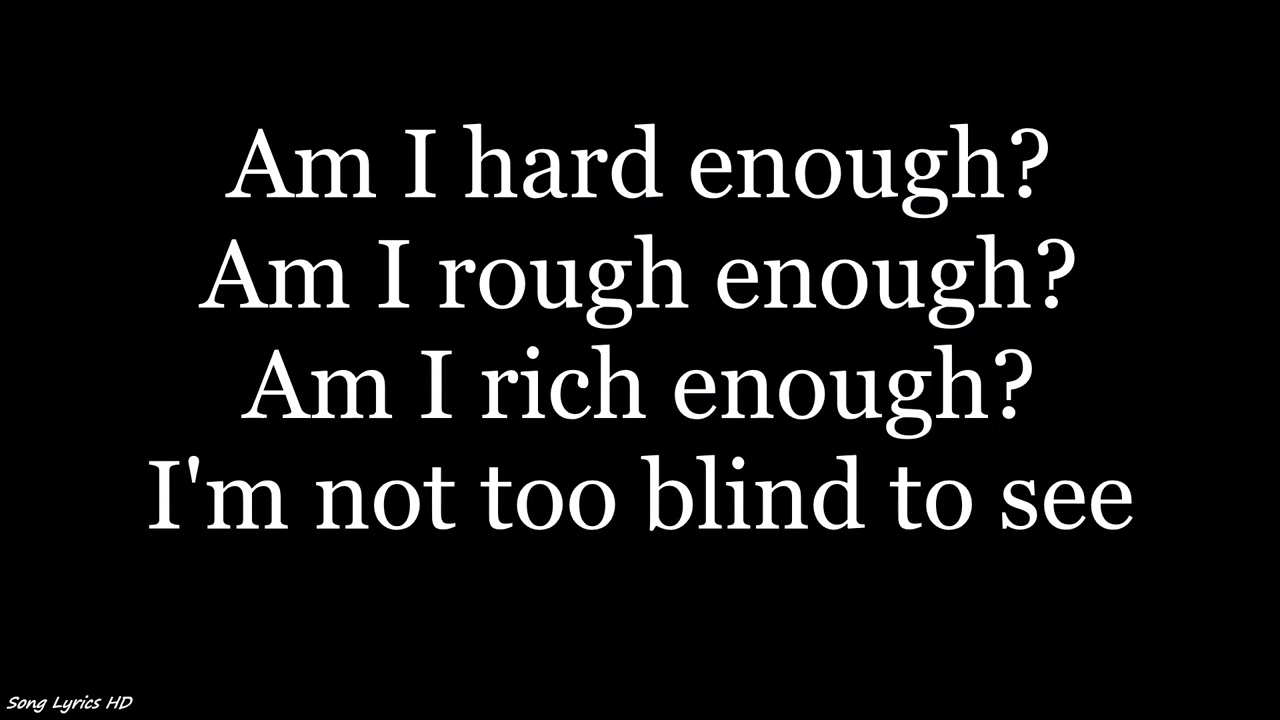 Am I hard enough?
Am I rough enough?
Am I rich enough?
I'm not too blind to see
Song Lyrics HD